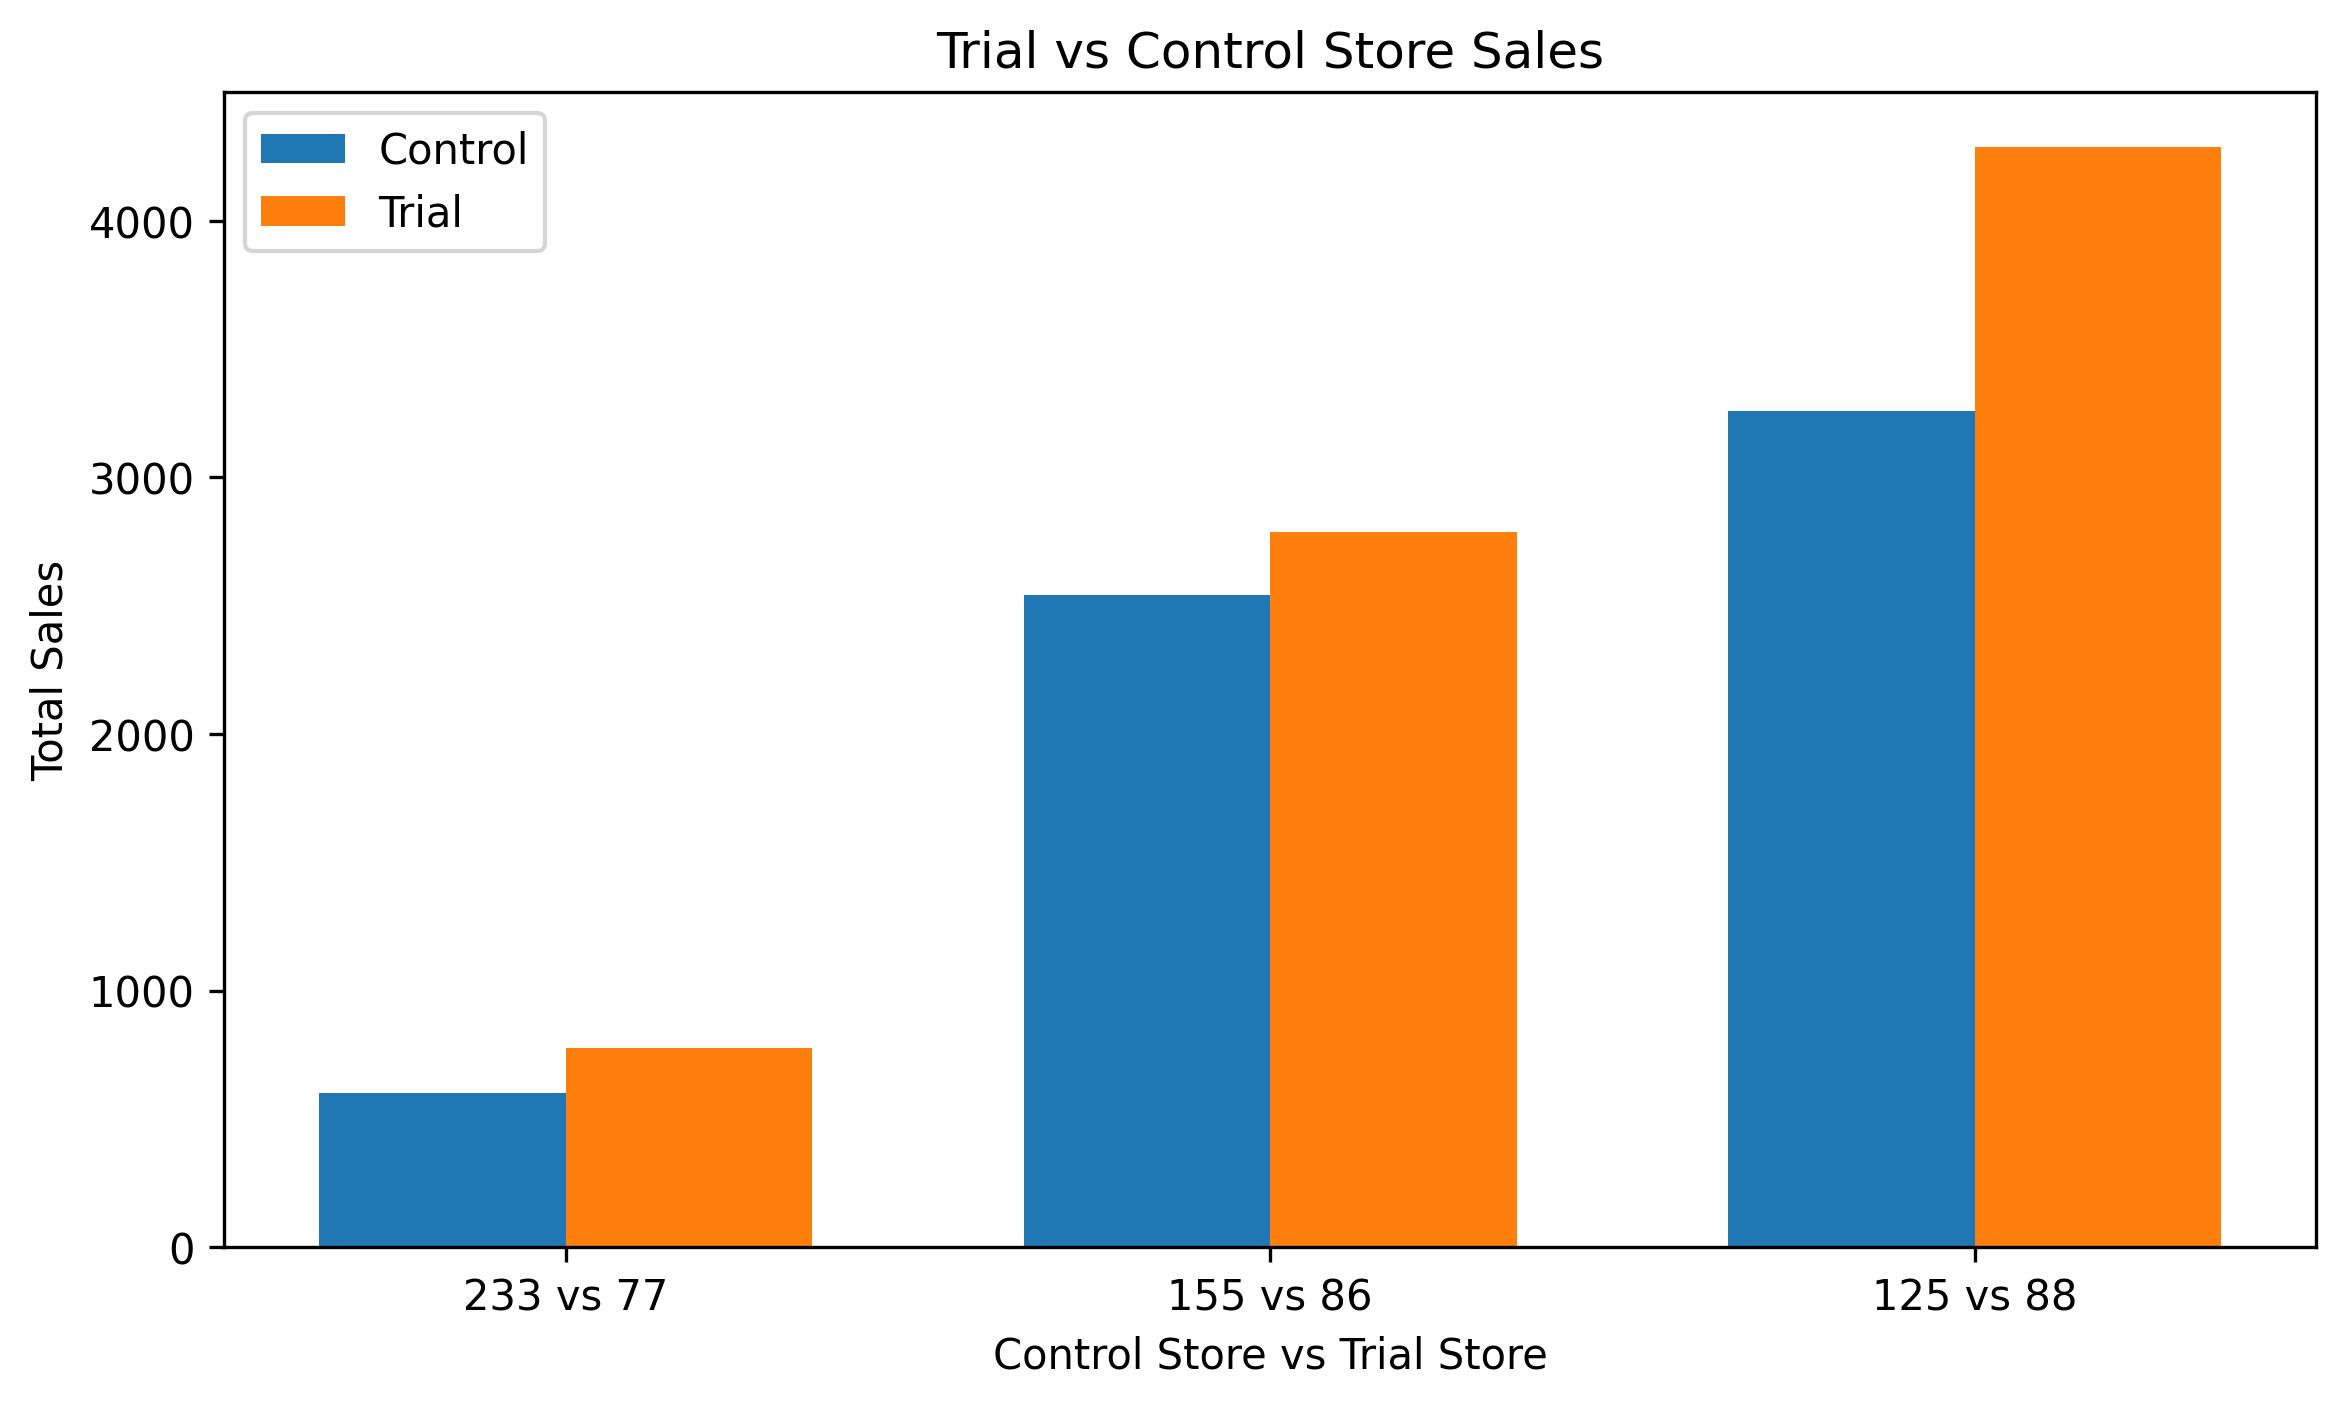 Trial vs Control Store Sales
Control
Trial
4000
3000
2000
1000
0
Total Sales
233 vs 77
155 vs 86
125 vs 88
Control Store vs Trial Store